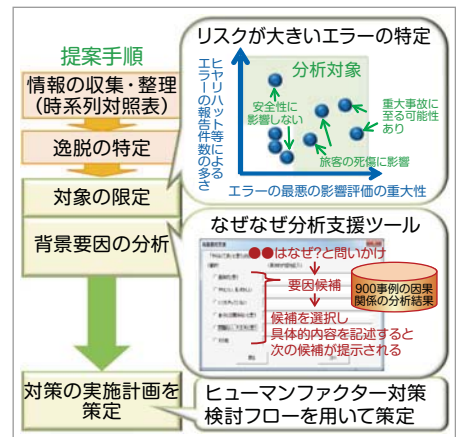 提案手順
情報の収集・整理
（時系列対照表）
逸脱の特定
対象の限定
背景要因の分析
対策の実施計画を
策定
リスクが大きいエラーの特定
ヒヤリハット等による
エラーの報告件数の多さ
分析対象
安全性に
影響しない
重大事故に
至る可能性
あり
旅客の死傷に影響
エラーの最悪の影響評価の重大性
なぜなぜ分析支援ツール
●●はなぜ?と問いかけ
要因候補
900事例の因果
関係の分析結果
候補を選択し
具体的内容を記述すると
次の候補が提示される
ヒューマンファクター対策
検討フローを用いて策定